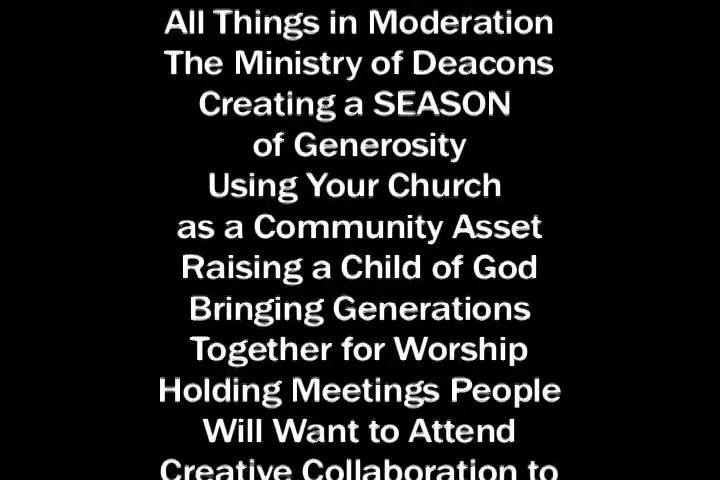 All Things in Moderation
The Ministry of Deacons
Creating a SEASON
of Generosity
Using Your Church
as a Community Asset
Raising a Child of God
Bringing Generations
Together for Worship
Holding Meetings People
Will Want to Attend
Creative Collaboration to